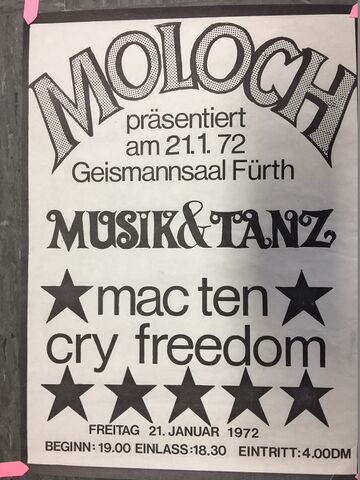 MOLOCH
präsentiert
am 21.1. 72
Geismannsaal Fürth
MUSIK & TANZ
mac ten
cry freedom
FREITAG 21. JANUAR 1972
BEGINN: 19.00 EINLASS: 18.30 EINTRITT: 4.00DM